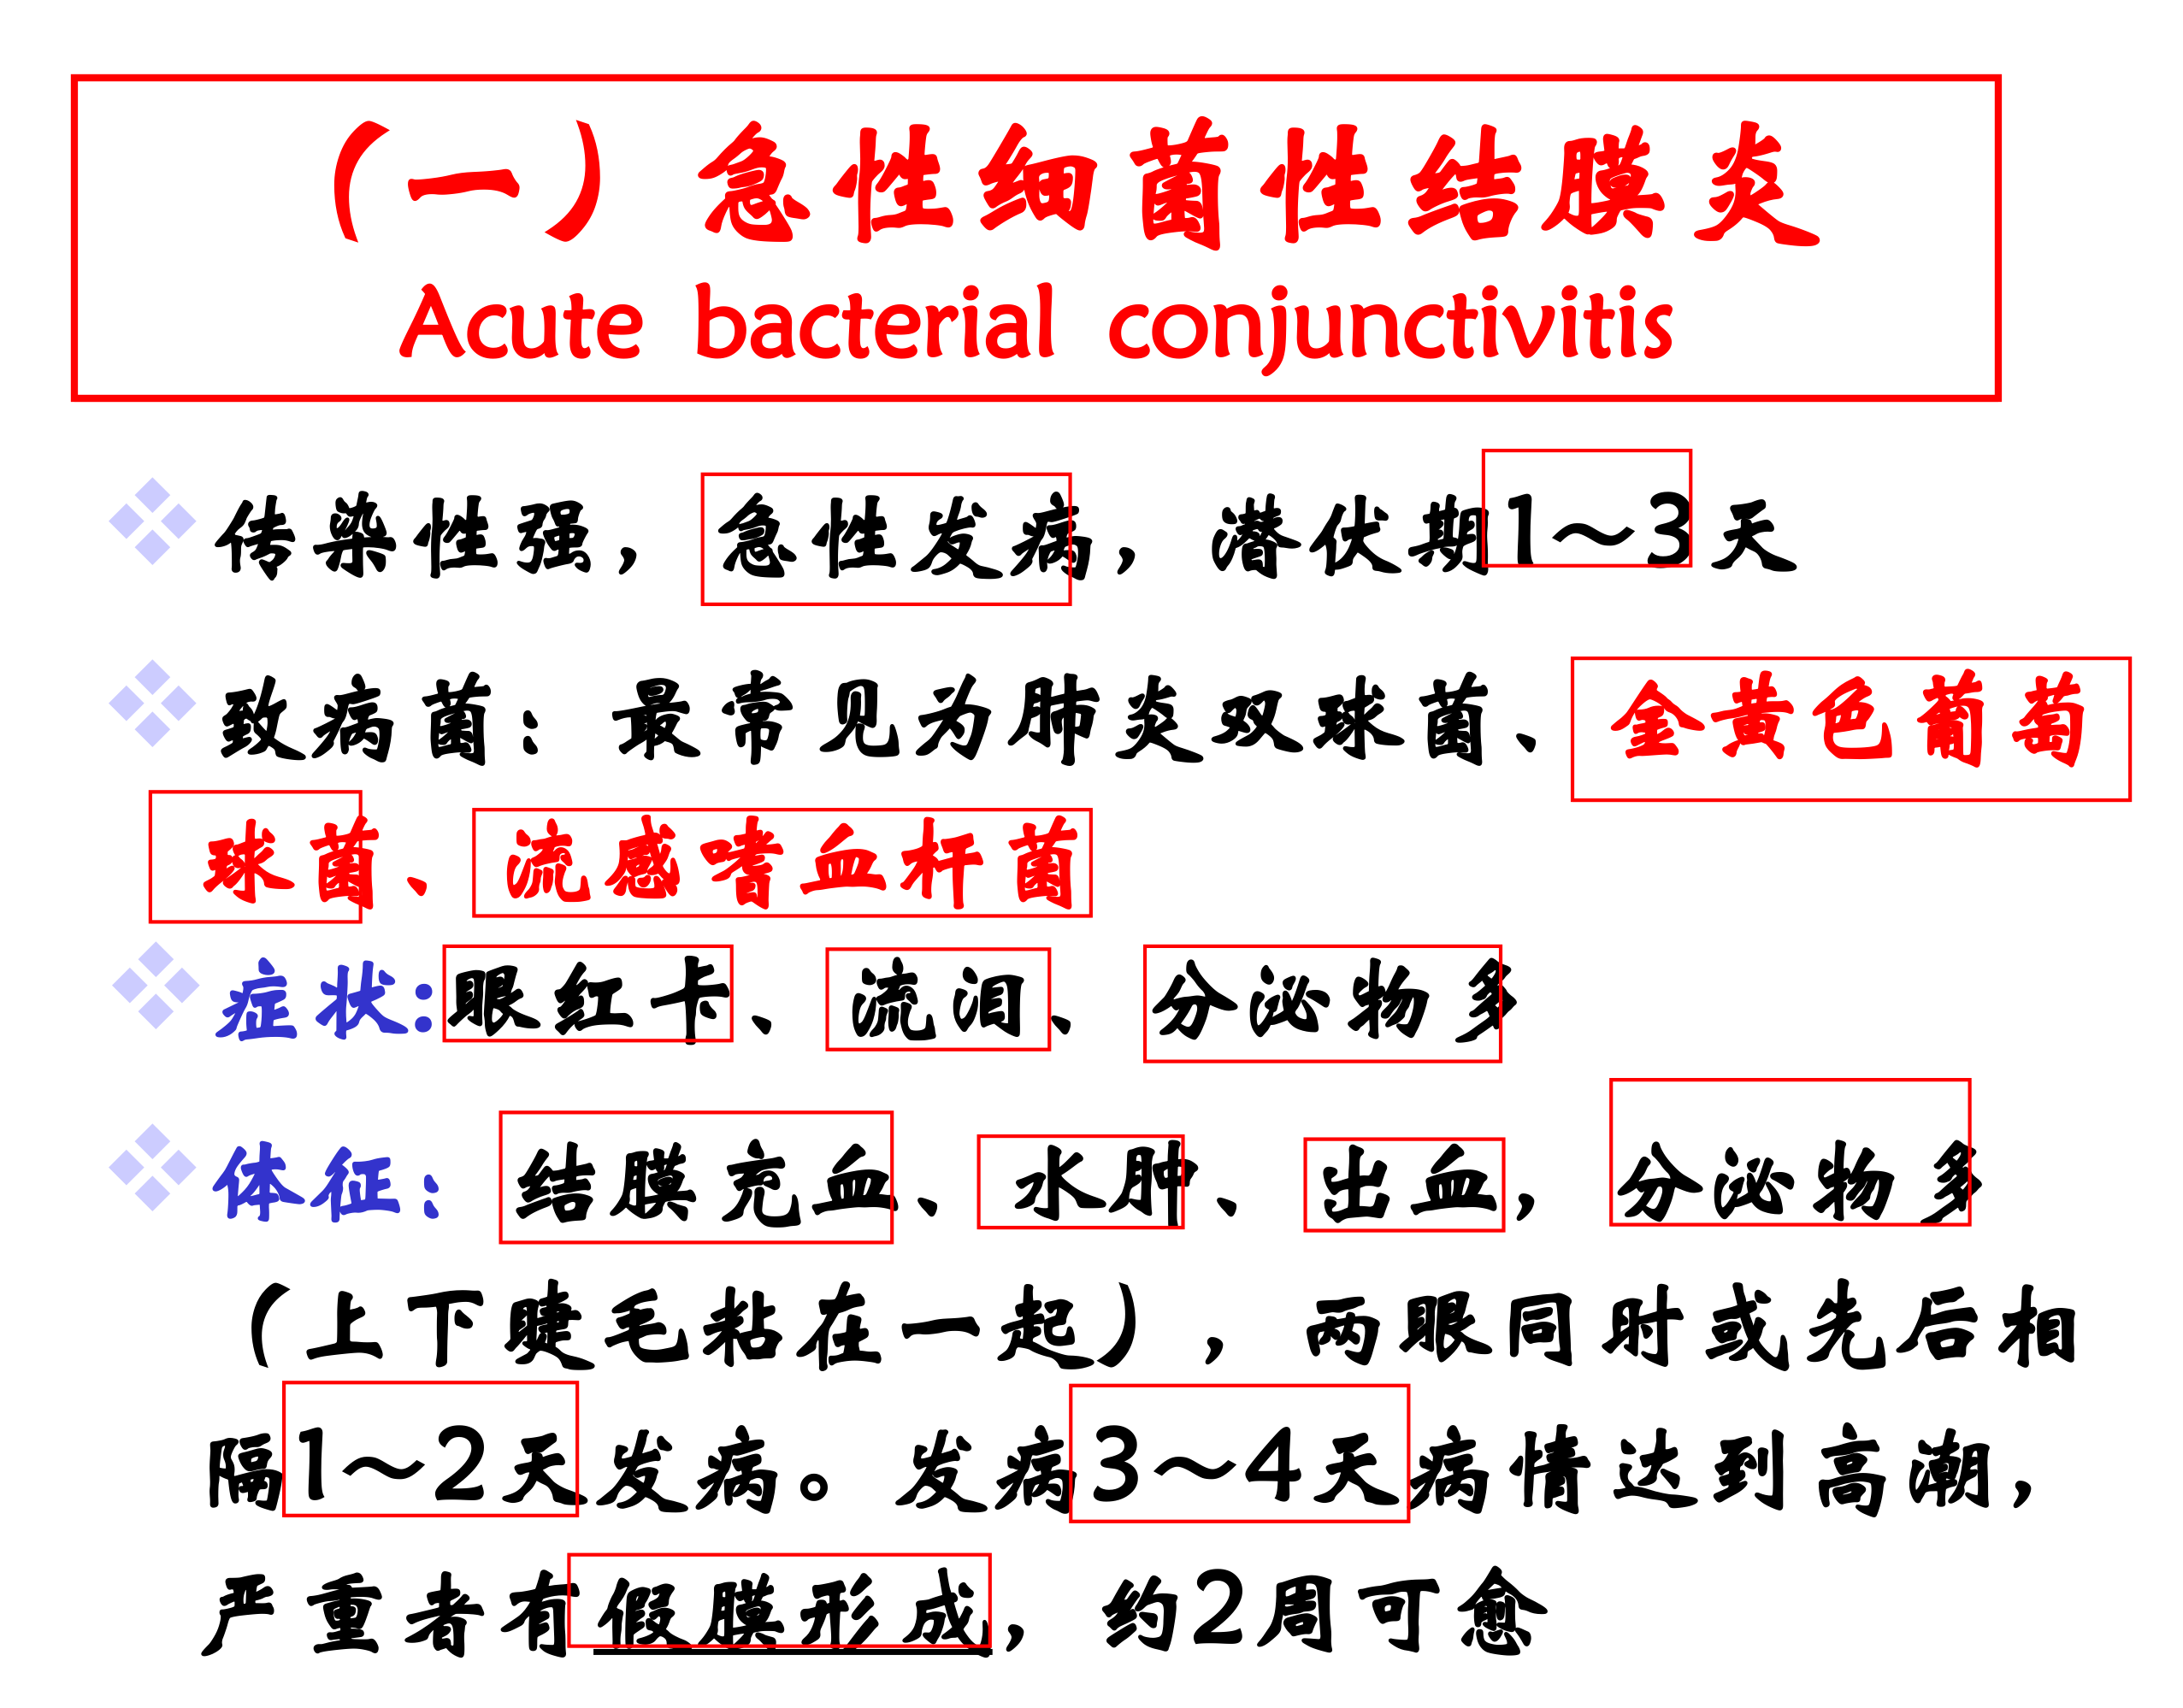 （一）急性细菌性结膜炎
Acute bacterial conjunctivitis
传染性强，急性发病，潜伏期1～3天
致病菌：最常见为肺炎双球菌、金黄色葡萄
球菌、流感嗜血杆菌
症状:眼红卡、流泪、分泌物多
体征：结膜充血、水肿、出血，分泌物多
（上下睫毛粘在一起），两眼同时或先后相
隔1～2天发病。发病3～4天病情达到高潮，
严重者有假膜形成，约2周可愈